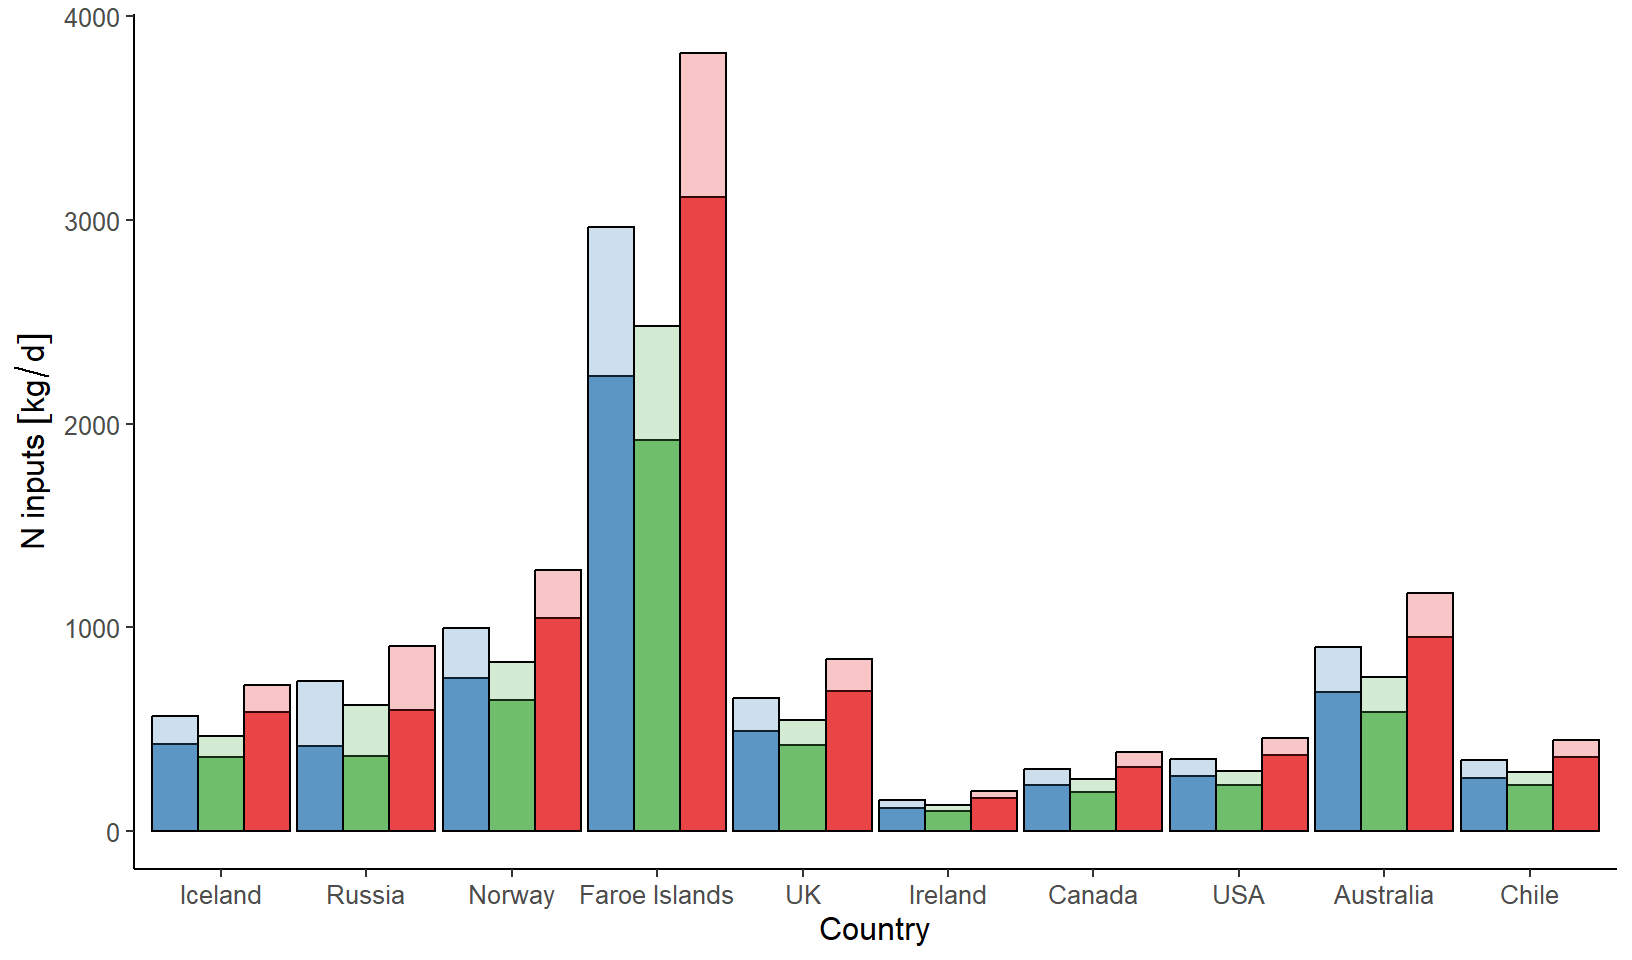 4000
3000
2000
1000
0
N inputs [kg/d]
Iceland Russia Norway Faroe Islands UK Ireland Canada USA Australia Chile
Country